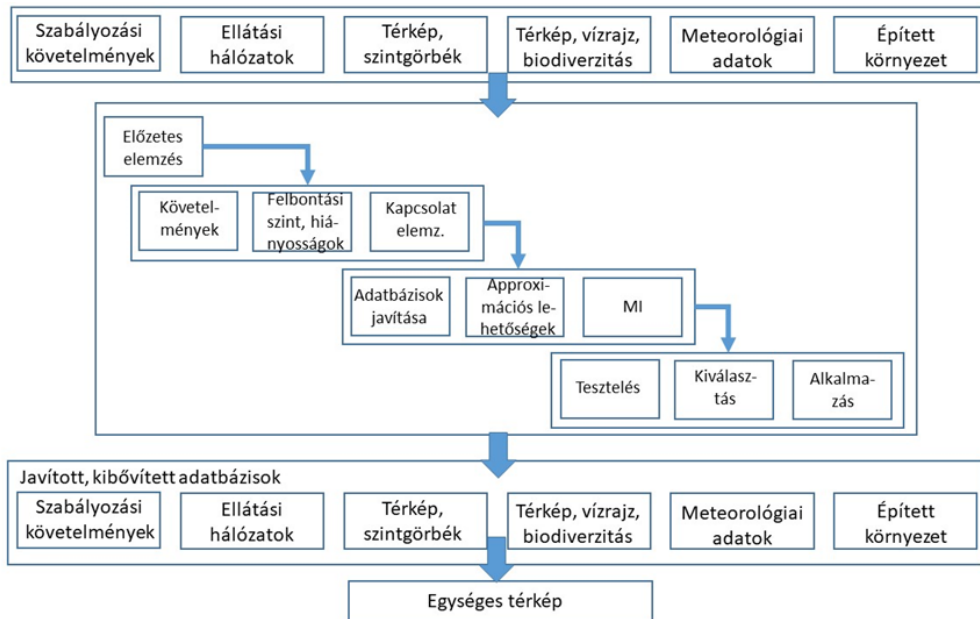 Szabályozási
követelmények
Ellátási
hálózatok
Térkép,
szintgörbék
Térkép, vízrajz,
biodiverzitás
Meteorológiai
adatok
Épített
környezet
Előzetes
elemzés
Követel-
mények
Felbontási
szint, hiá-
nyosságok
Kapcsolat
elemz.
Adatbázisok
javítása
Approxi-
mációs le-
hetőségek
MI
Tesztelés
Kiválasz-
tás
Alkalma-
zás
Javított, kibővített adatbázisok
Szabályozási
követelmények
Ellátási
hálózatok
Térkép,
szintgörbék
Térkép, vízrajz,
biodiverzitás
Meteorológiai
adatok
Épített
környezet
Egységes térkép